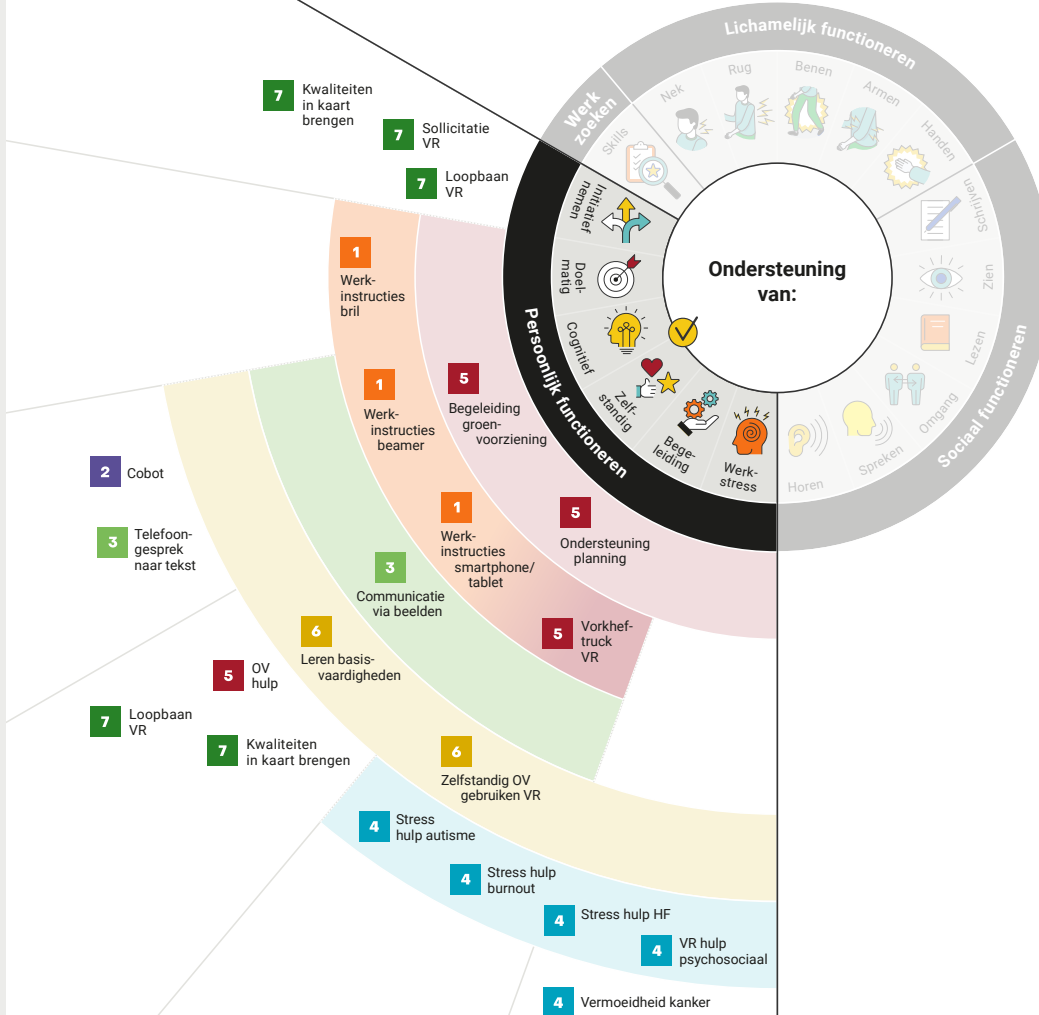 Lichamelijk functioneren
Werk
zoeken
Skills
Nek
Rug
Benen
Armen
Handen
Sociaal functioneren
Schrijven
Zien
Lezen
Omgang
Spreken
Horen
Persoonlijk functioneren
Initiatief
nemen
Doel-
matig
Cognitief
Zelf-
standig
Bege-
leiding
Werk-
stress
Ondersteuning
van:
7
Kwaliteiten
in kaart
brengen
7
Sollicitatie
VR
7
Loopbaan
VR
1
Werk-
instructies
bril
1
Werk-
instructies
beamer
5
Begeleiding
groen-
voorziening
2
Cobot
3
Telefoon-
gesprek
naar tekst
1
Werk-
instructies
smartphone/
tablet
5
Ondersteuning
planning
3
Communicatie
via beelden
5
Vorkhef-
truck
VR
6
Leren basis-
vaardigheden
5
OV
hulp
7
Loopbaan
VR
7
Kwaliteiten
in kaart brengen
6
Zelfstandig OV
gebruiken VR
4
Stress
hulp autisme
4
Stress hulp
burnout
4
Stress hulp HF
4
VR hulp
psychosociaal
4
Vermoeidheid kanker